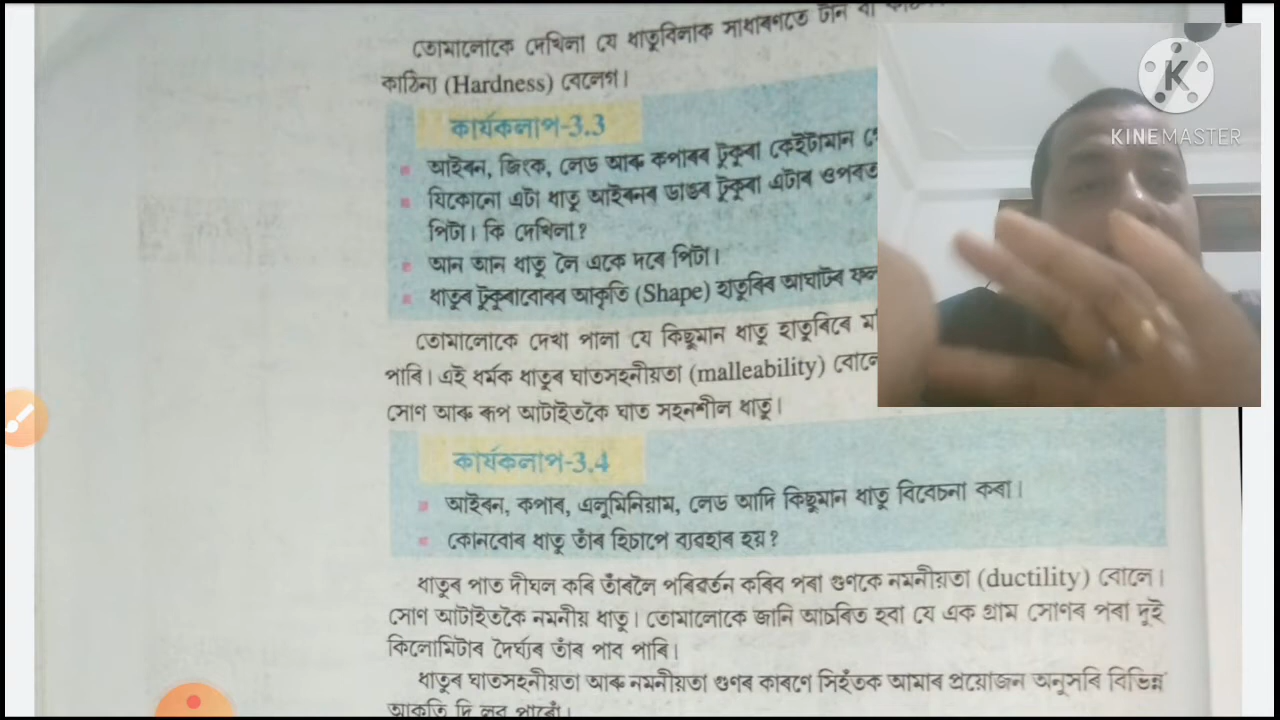 তোমালোকে দেখিলা যে ধাতুবিলাক সাধাৰণতে টান বা
কাঠিন্য (Hardness) বোলেগ।
কাৰ্যকলাপ-3.3
আইৰন, জিংক, লেড আৰু কপাৰৰ টুকুৰা কেইটামান
যিকোনো এটা ধাতু আইৰনৰ ডাঙৰ টুকুৰা এটাৰ ওপৰত
পিটা। কি দেখিলা?
আন আন ধাতু লৈ একে দৰে পিটা।
ধাতুৰ টুকুৰাবোৰৰ আকৃতি (Shape) হাতুৰিৰ আঘাটৰ ফল
তোমালোকে দেখা পালা যে কিছুমান ধাতু হাতুৰিৰে
পাৰি। এই ধৰ্মক ধাতুৰ ঘাতসহনীয়তা (malleability) বোলে
সোণ আৰু ৰূপ আটাইতকৈ ঘাত সহনশীল ধাতু।
কাৰ্যকলাপ-3.4
আইৰন, কপাৰ, এলুমিনিয়াম, লেড আদি কিছুমান ধাতু বিবেচনা কৰা।
কোনবোৰ ধাতু তাঁৰ হিচাপে ব্যৱহাৰ হয়?
ধাতুৰ পাত দীঘল কৰি তাঁৰলৈ পৰিৱৰ্তন কৰিব পৰা গুণকে নমনীয়তা (ductility) বোলে।
সোণ আটাইতকৈ নমনীয় ধাতু। তোমালোকে জানি আচৰিত হবা যে এক গ্ৰাম সোণৰ পৰা দুই
কিলোমিটাৰ দৈৰ্ঘ্যৰ তাঁৰ পাব পাৰি।
ধাতুৰ ঘাতসহনীয়তা আৰু নমনীয়তা গুণৰ কাৰণে সিহঁতক আমাৰ প্ৰয়োজন অনুসৰি বিভিন্ন
আকৃতি দি লব পাৰোঁ।
KINEMASTER